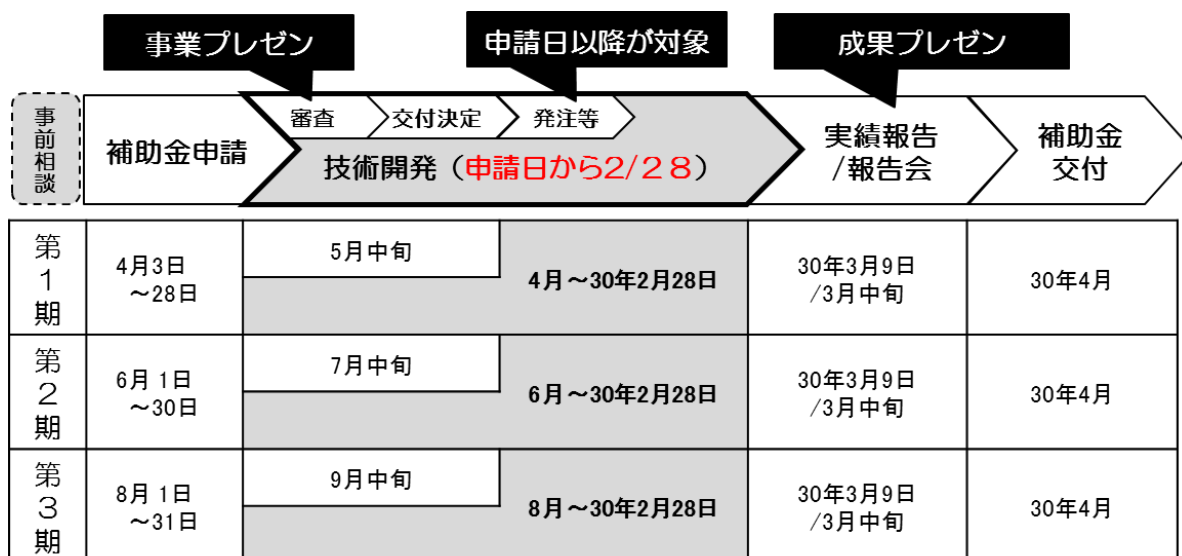 事業プレゼン
申請日以降が対象
成果プレゼン
事前相談
補助金申請
審査
交付決定
発注等
技術開発（申請日から2/28）
実績報告
/報告会
補助金
交付
第1期
4月3日
～28日
5月中旬
4月～30年2月28日
30年3月9日
/3月中旬
30年4月
第2期
6月1日
～30日
7月中旬
6月～30年2月28日
30年3月9日
/3月中旬
30年4月
第3期
8月1日
～31日
9月中旬
8月～30年2月28日
30年3月9日
/3月中旬
30年4月